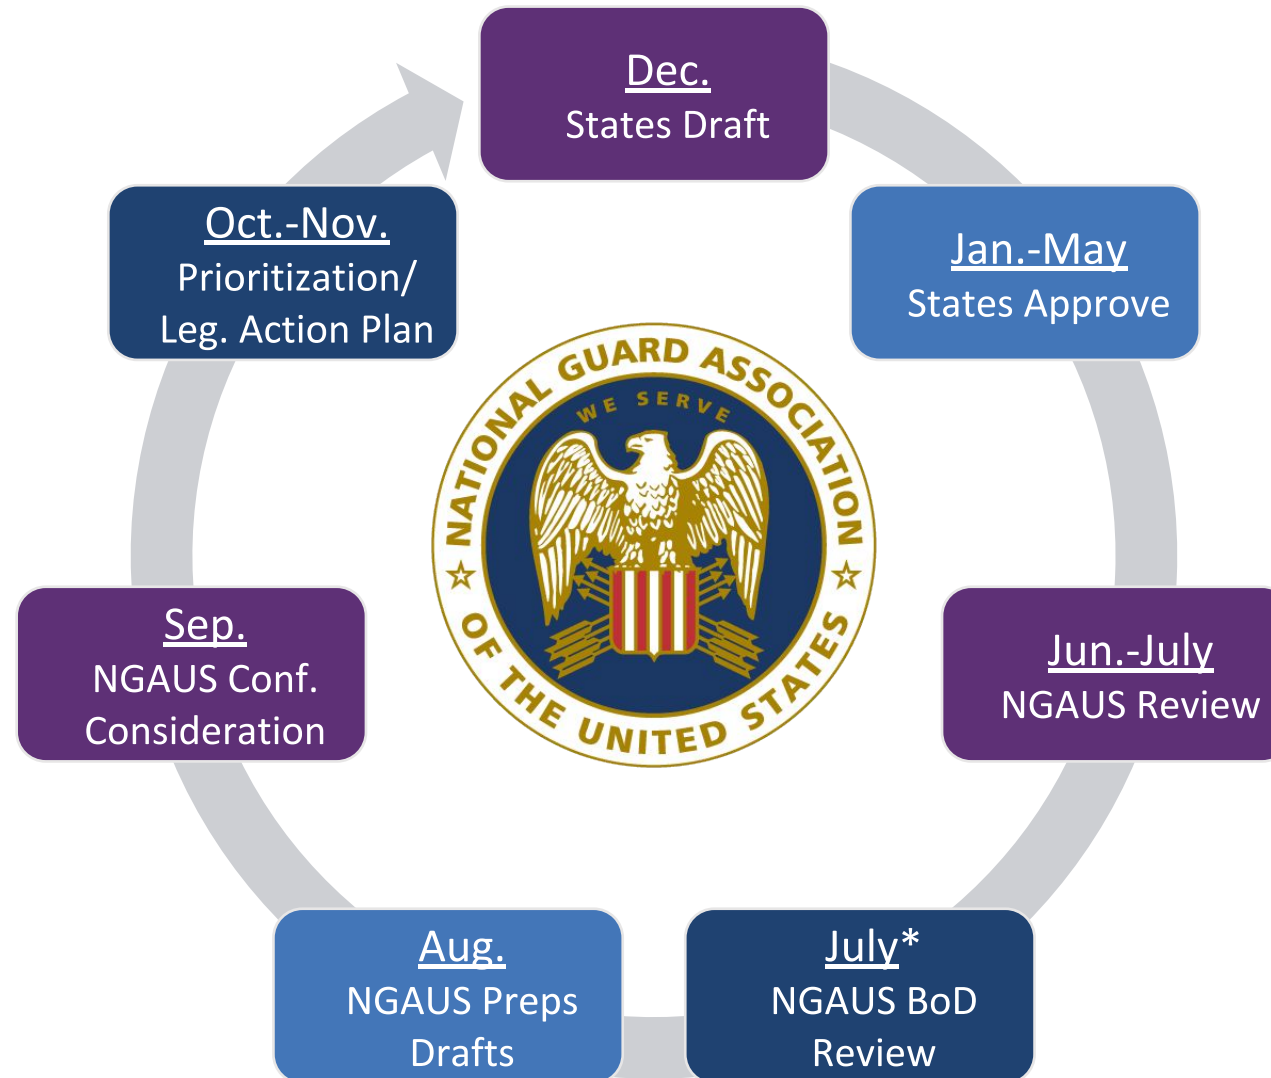 Dec.
States Draft
Jan.-May
States Approve
Jun.-July
NGAUS Review
July*
NGAUS BoD
Review
Aug.
NGAUS Preps
Drafts
Sep.
NGAUS Conf.
Consideration
Oct.-Nov.
Prioritization/
Leg. Action Plan
NATIONAL GUARD ASSOCIATION
OF THE UNITED STATES
WE SERVE